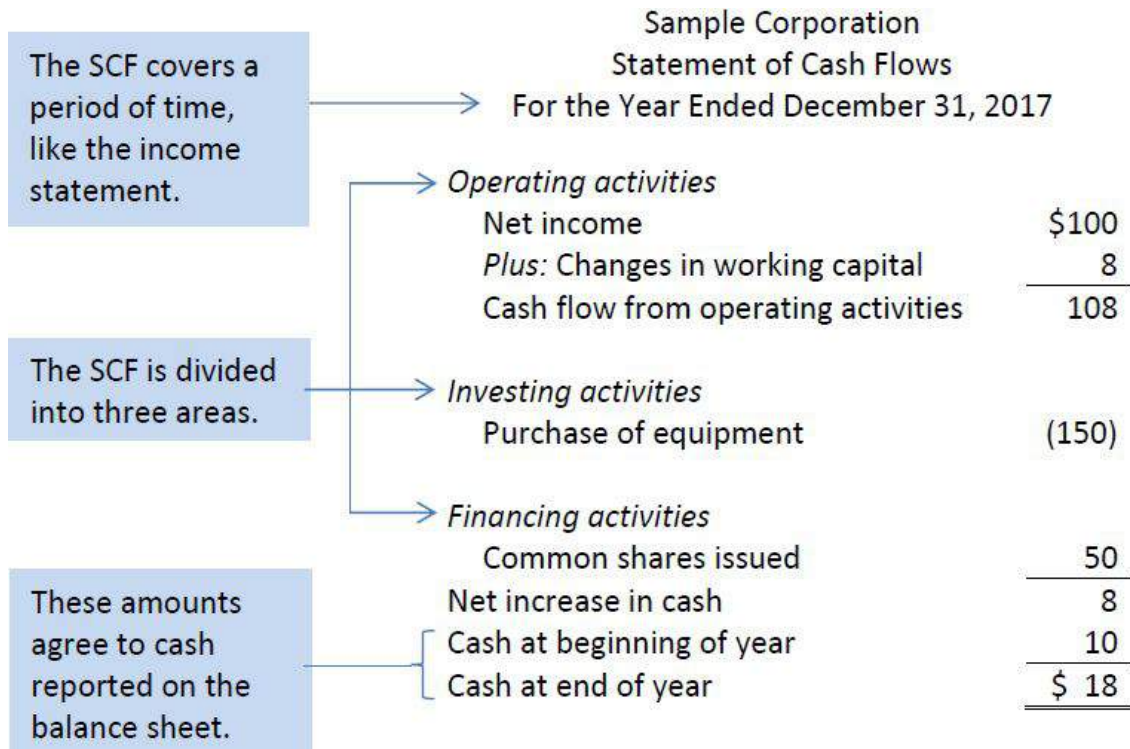 Sample Corporation
Statement of Cash Flows
For the Year Ended December 31, 2017
The SCF covers a
period of time,
like the income
statement.
Operating activities
Net income $100
Plus: Changes in working capital 8
Cash flow from operating activities 108
The SCF is divided
into three areas.
Investing activities
Purchase of equipment (150)
Financing activities
Common shares issued 50
Net increase in cash 8
Cash at beginning of year 10
Cash at end of year $ 18
These amounts
agree to cash
reported on the
balance sheet.